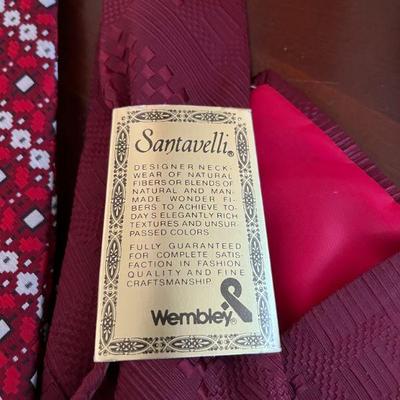 Santavelli®
DESIGNER NECK-
WEAR OF NATURAL
FIBERS OR BLENDS OF
NATURAL AND MAN-
MADE WONDER FI-
BERS TO ACHIEVE TO-
DAY'S ELEGANTLY RICH
TEXTURES AND UNSUR-
PASSED COLORS.
FULLY GUARANTEED
FOR COMPLETE SATIS-
FACTION IN FASHION,
QUALITY AND FINE
CRAFTSMANSHIP.
Wembley®